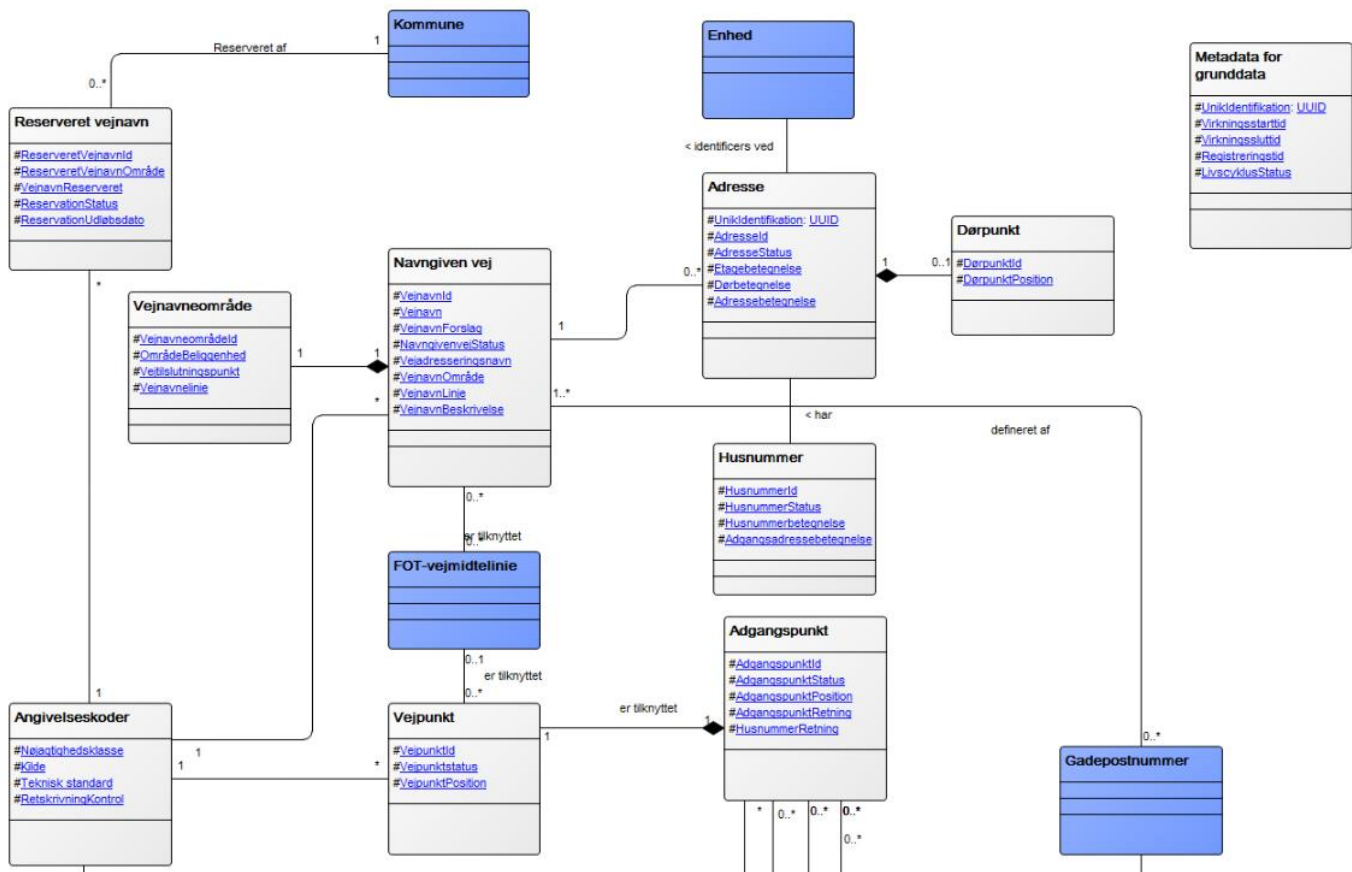 Kommune
Reserveret af
1
0..*
Enhed
Metadata for
grunddata
#UnikIdentifikation: UUID
#Virkningsstarttid
#Virkningssluttid
#Registreringstid
#LivscyklusStatus
Reserveret vejnavn
#ReserveretVejnavnId
#ReserveretVejnavnOmråde
#VejnavnReserveret
#ReservationStatus
#ReservationUdløbsdato
*
< identificers ved
Adresse
#UnikIdentifikation: UUID
#AdresseId
#AdresseStatus
#Etagebetegnelse
#Dørbetegnelse
#Adressebetegnelse
0..*
1
0..1
Dørpunkt
#DørpunktId
#DørpunktPosition
Navngiven vej
#VejnavnId
#Vejnavn
#VejnavnForslag
#NavngivenvejStatus
#Vejadresseringsnavn
#VejnavnOmråde
#VejnavnLinje
#VejnavnBeskrivelse
1
1..*
Vejnavneområde
#VejnavneområdeId
#OmrådeBeliggenhed
#Vejtilslutningspunkt
#Vejnavnelinie
1
1
*
< har
defineret af
Husnummer
#HusnummerId
#HusnummerStatus
#Husnummerbetegnelse
#Adgangsadressebetegnelse
0..*
er tilknyttet
0..*
FOT-vejmidtelinie
0..1
er tilknyttet
0..*
Adgangspunkt
#AdgangspunktId
#AdgangspunktStatus
#AdgangspunktPosition
#AdgangspunktRetning
#HusnummerRetning
er tilknyttet
1
1
Vejpunkt
#VejpunktId
#Vejpunktstatus
#VejpunktPosition
1
Angivelseskoder
#Nøjagtighedsklasse
#Kilde
#Teknisk standard
#RetskrivningKontrol
1
1
*
0..*
Gadepostnummer
*
0..*
0..*
0..*
0..*